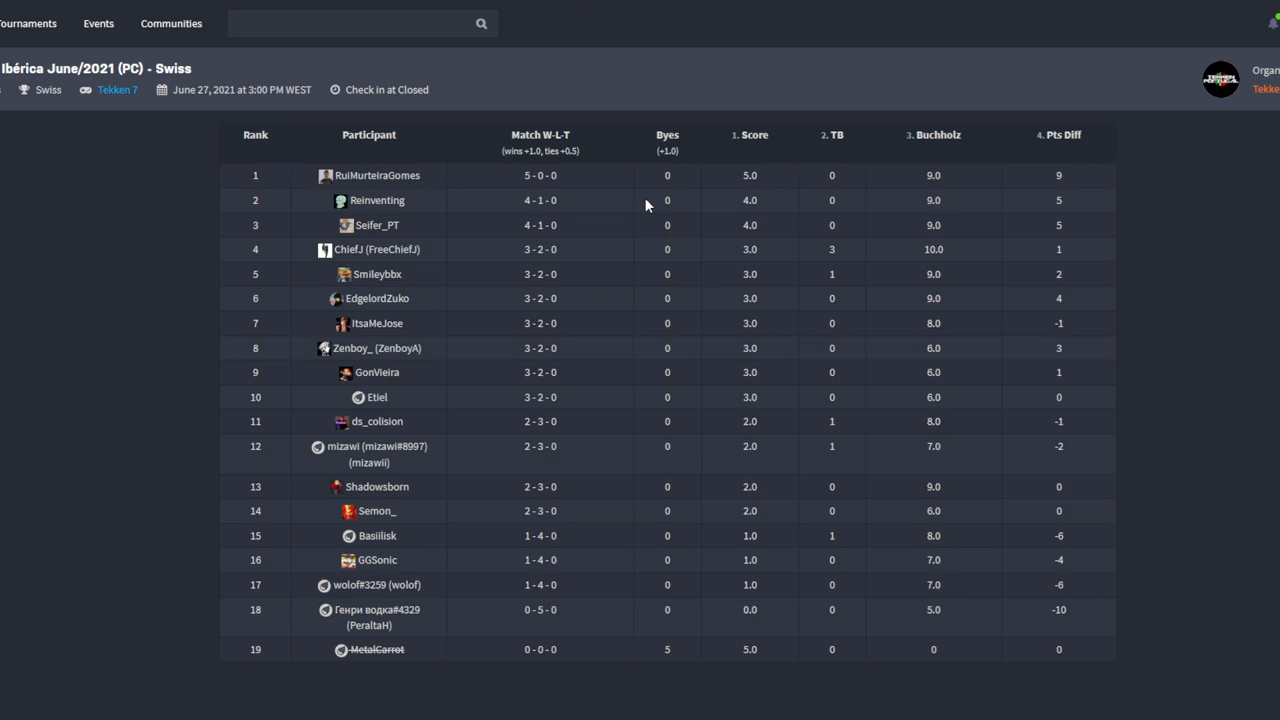 Tournaments Events Communities
Ibérica June/2021 (PC) - Swiss
Swiss Tekken 7 June 27, 2021 at 3:00 PM WEST Check in at Closed
Organ
Tekke
Rank Participant Match W-L-T Byes 1. Score 2. TB 3. Buchholz 4. Pts Diff
(wins +1.0, ties +0.5) (+1.0)
1 RuiMurteiraGomes 5 - 0 - 0 0 5.0 0 9.0 9
2 Reinventing 4 - 1 - 0 0 4.0 0 9.0 5
3 Seifer_PT 4 - 1 - 0 0 4.0 0 9.0 5
4 ChiefJ (FreeChiefJ) 3 - 2 - 0 0 3.0 3 10.0 1
5 Smileybbx 3 - 2 - 0 0 3.0 1 9.0 2
6 EdgelordZuko 3 - 2 - 0 0 3.0 0 9.0 4
7 ItsaMeJose 3 - 2 - 0 0 3.0 0 8.0 -1
8 Zenboy_ (ZenboyA) 3 - 2 - 0 0 3.0 0 6.0 3
9 GonVieira 3 - 2 - 0 0 3.0 0 6.0 1
10 Etiel 3 - 2 - 0 0 3.0 0 6.0 0
11 ds_colision 2 - 3 - 0 0 2.0 1 8.0 -1
12 mizawi (mizawi#8997) 2 - 3 - 0 0 2.0 1 7.0 -2
(mizawii)
13 Shadowsborn 2 - 3 - 0 0 2.0 0 9.0 0
14 Semon_ 2 - 3 - 0 0 2.0 0 6.0 0
15 Basiilisk 1 - 4 - 0 0 1.0 1 8.0 -6
16 GGSonic 1 - 4 - 0 0 1.0 0 7.0 -4
17 wolof#3259 (wolof) 1 - 4 - 0 0 1.0 0 7.0 -6
18 Генри водка#4329 0 - 5 - 0 0 0.0 0 5.0 -10
(PeraltaH)
19 MetalCarrot 0 - 0 - 0 5 5.0 0 0 0